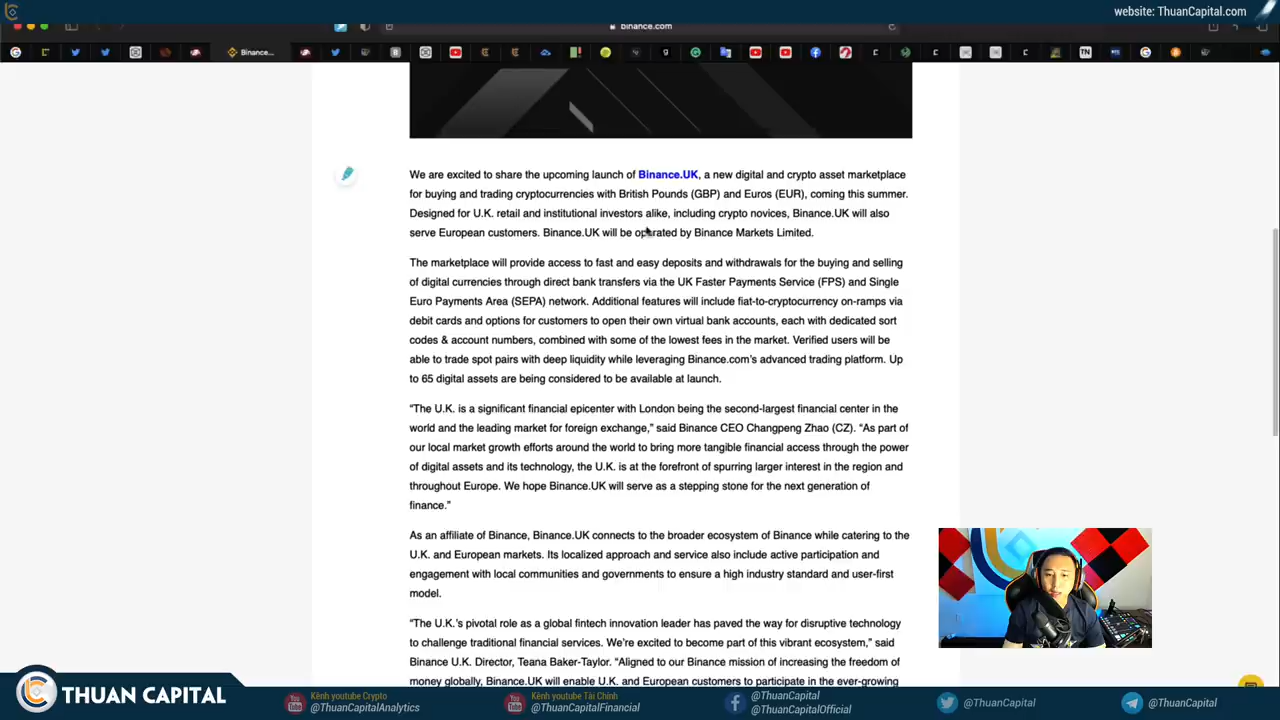 website: ThuanCapital.com
binance.com
Binance...
We are excited to share the upcoming launch of Binance.UK, a new digital and crypto asset marketplace
for buying and trading cryptocurrencies with British Pounds (GBP) and Euros (EUR), coming this summer.
Designed for U.K. retail and institutional investors alike, including crypto novices, Binance.UK will also
serve European customers. Binance.UK will be operated by Binance Markets Limited.
The marketplace will provide access to fast and easy deposits and withdrawals for the buying and selling
of digital currencies through direct bank transfers via the UK Faster Payments Service (FPS) and Single
Euro Payments Area (SEPA) network. Additional features will include fiat-to-cryptocurrency on-ramps via
debit cards and options for customers to open their own virtual bank accounts, each with dedicated sort
codes & account numbers, combined with some of the lowest fees in the market. Verified users will be
able to trade spot pairs with deep liquidity while leveraging Binance.com’s advanced trading platform. Up
to 65 digital assets are being considered to be available at launch.
“The U.K. is a significant financial epicenter with London being the second-largest financial center in the
world and the leading market for foreign exchange,” said Binance CEO Changpeng Zhao (CZ). “As part of
our local market growth efforts around the world to bring more tangible financial access through the power
of digital assets and its technology, the U.K. is at the forefront of spurring larger interest in the region and
throughout Europe. We hope Binance.UK will serve as a stepping stone for the next generation of
finance.”
As an affiliate of Binance, Binance.UK connects to the broader ecosystem of Binance while catering to the
U.K. and European markets. Its localized approach and service also include active participation and
engagement with local communities and governments to ensure a high industry standard and user-first
model.
“The U.K.’s pivotal role as a global fintech innovation leader has paved the way for disruptive technology
to challenge traditional financial services. We’re excited to become part of this vibrant ecosystem,” said
Binance U.K. Director, Teana Baker-Taylor. “Aligned to our Binance mission of increasing the freedom of
money globally, Binance.UK will enable U.K. and European customers to participate in the ever-growing
THUAN CAPITAL
Kênh youtube Crypto
@ThuanCapitalAnalytics
Kênh youtube Tài Chính
@ThuanCapitalFinancial
@ThuanCapital
@ThuanCapitalOfficial
@ThuanCapital
@ThuanCapital